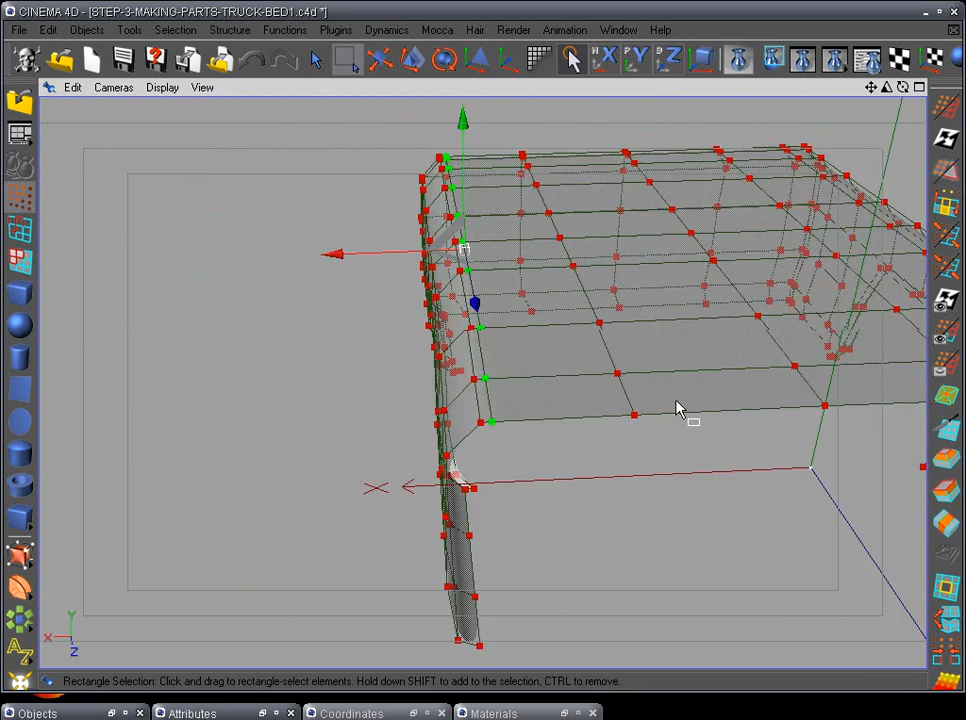 CINEMA 4D - [STEP-3-MAKING-PARTS-TRUCK-BED1.c4d *]
File Edit Objects Tools Selection Structure Functions Plugins Dynamics Mocca Hair Render Animation Window Help
X Y Z
Edit Cameras Display View
Y
X
Z
Rectangle Selection: Click and drag to rectangle-select elements. Hold down SHIFT to add to the selection, CTRL to remove.
Objects Attributes Coordinates Materials